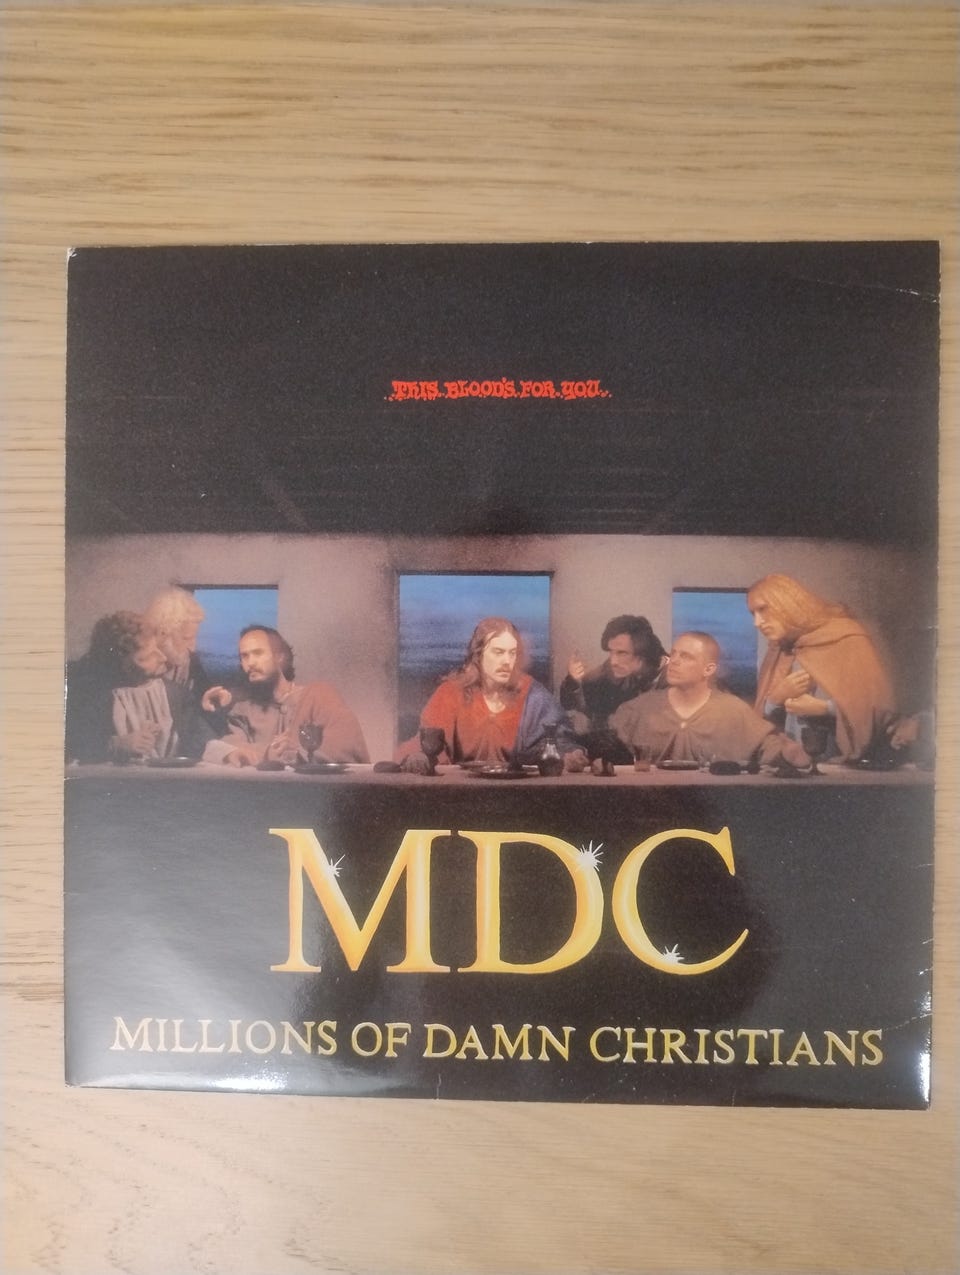 THIS BLOOD'S FOR YOU
MDC
MILLIONS OF DAMN CHRISTIANS